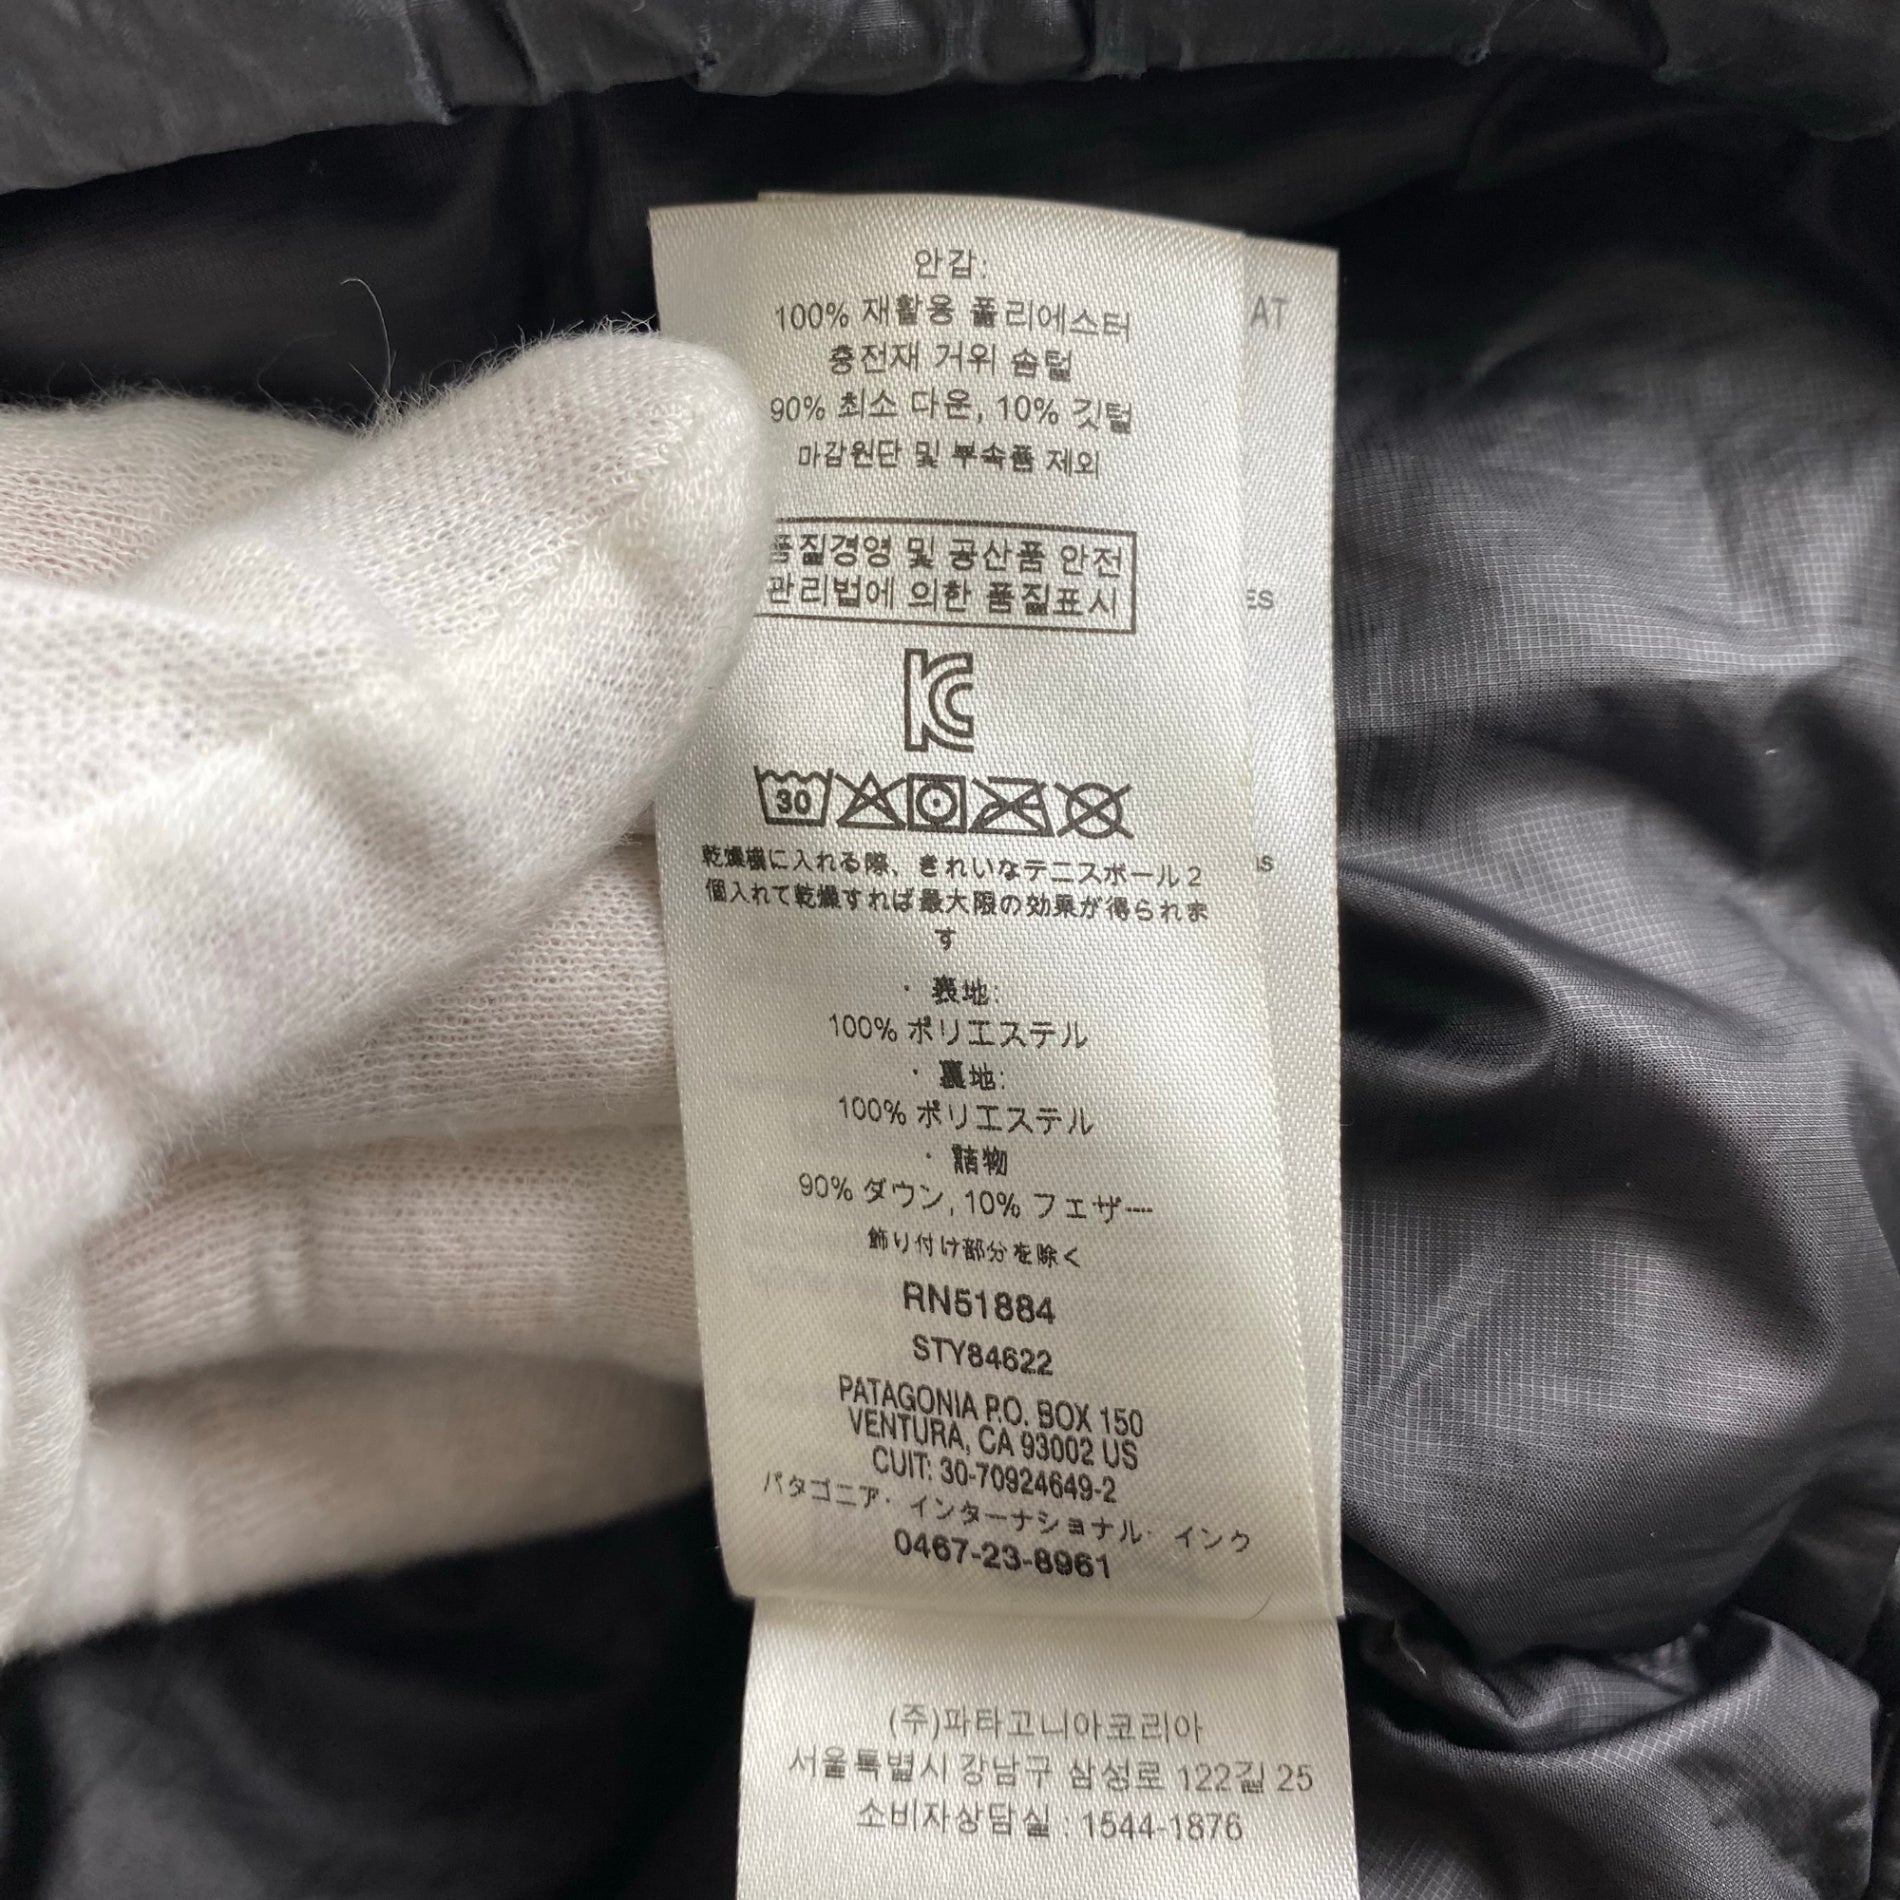 안감:
100% 재활용 폴리에스터
충전재 거위 솜털
90% 최소 다운, 10% 깃털
마감원단 및 부속품 제외
품질경영 및 공산품 안전
관리법에 의한 품질표시
KC
30
乾燥機に入れる際、きれいなテニスボール2
個入れて乾燥すれば最大限の効果が得られま
す
・表地:
100% ポリエステル
・裏地:
100% ポリエステル
・詰物
90% ダウン, 10% フェザー
飾り付け部分を除く
RN51884
STY84622
PATAGONIA P.O. BOX 150
VENTURA, CA 93002 US
CUIT: 30-70924649-2
パタゴニア・インターナショナル・インク
0467-23-8961
(주)파타고니아코리아
서울특별시 강남구 삼성로 122길 25
소비자상담실 : 1544-1876